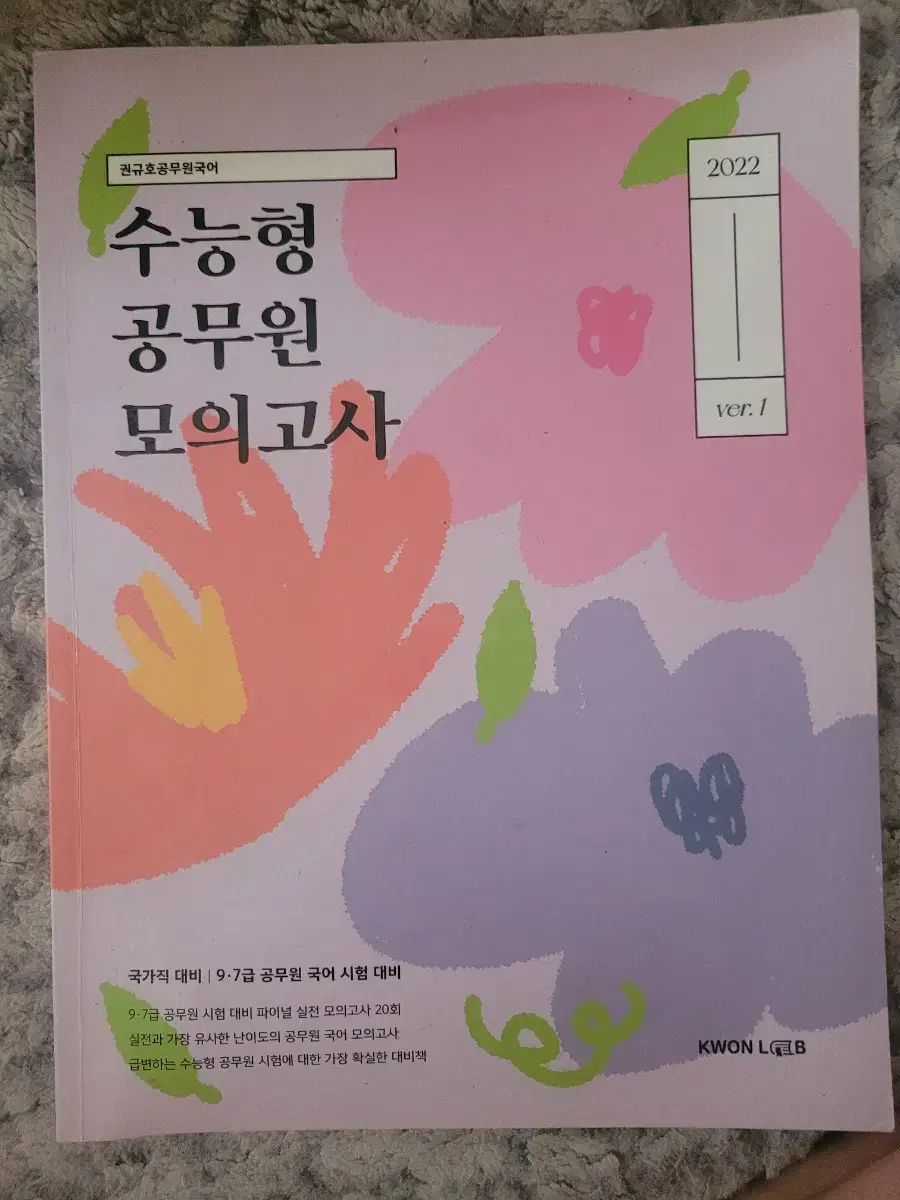 권규호공무원국어
수능형
공무원
모의고사
2022
ver. 1
국가직 대비 | 9·7급 공무원 국어 시험 대비
9·7급 공무원 시험 대비 파이널 실전 모의고사 20회
실전과 가장 유사한 난이도의 공무원 국어 모의고사
급변하는 수능형 공무원 시험에 대한 가장 확실한 대비책
KWON LAB